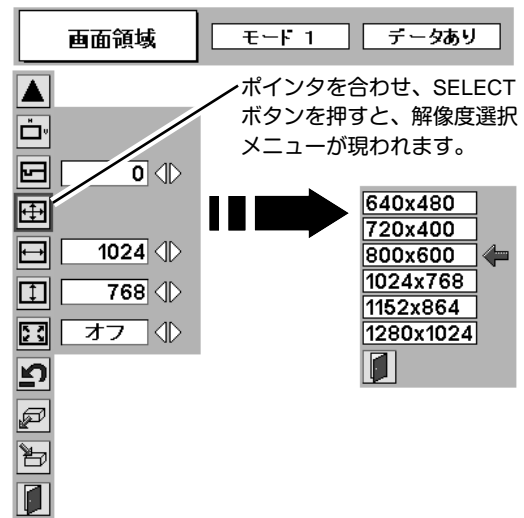 画面領域 モード 1 データあり
ポインタを合わせ、SELECT
ボタンを押すと、解像度選択
メニューが現われます。
H
V
0
1024
768
オフ
640x480
720x400
800x600
1024x768
1152x864
1280x1024